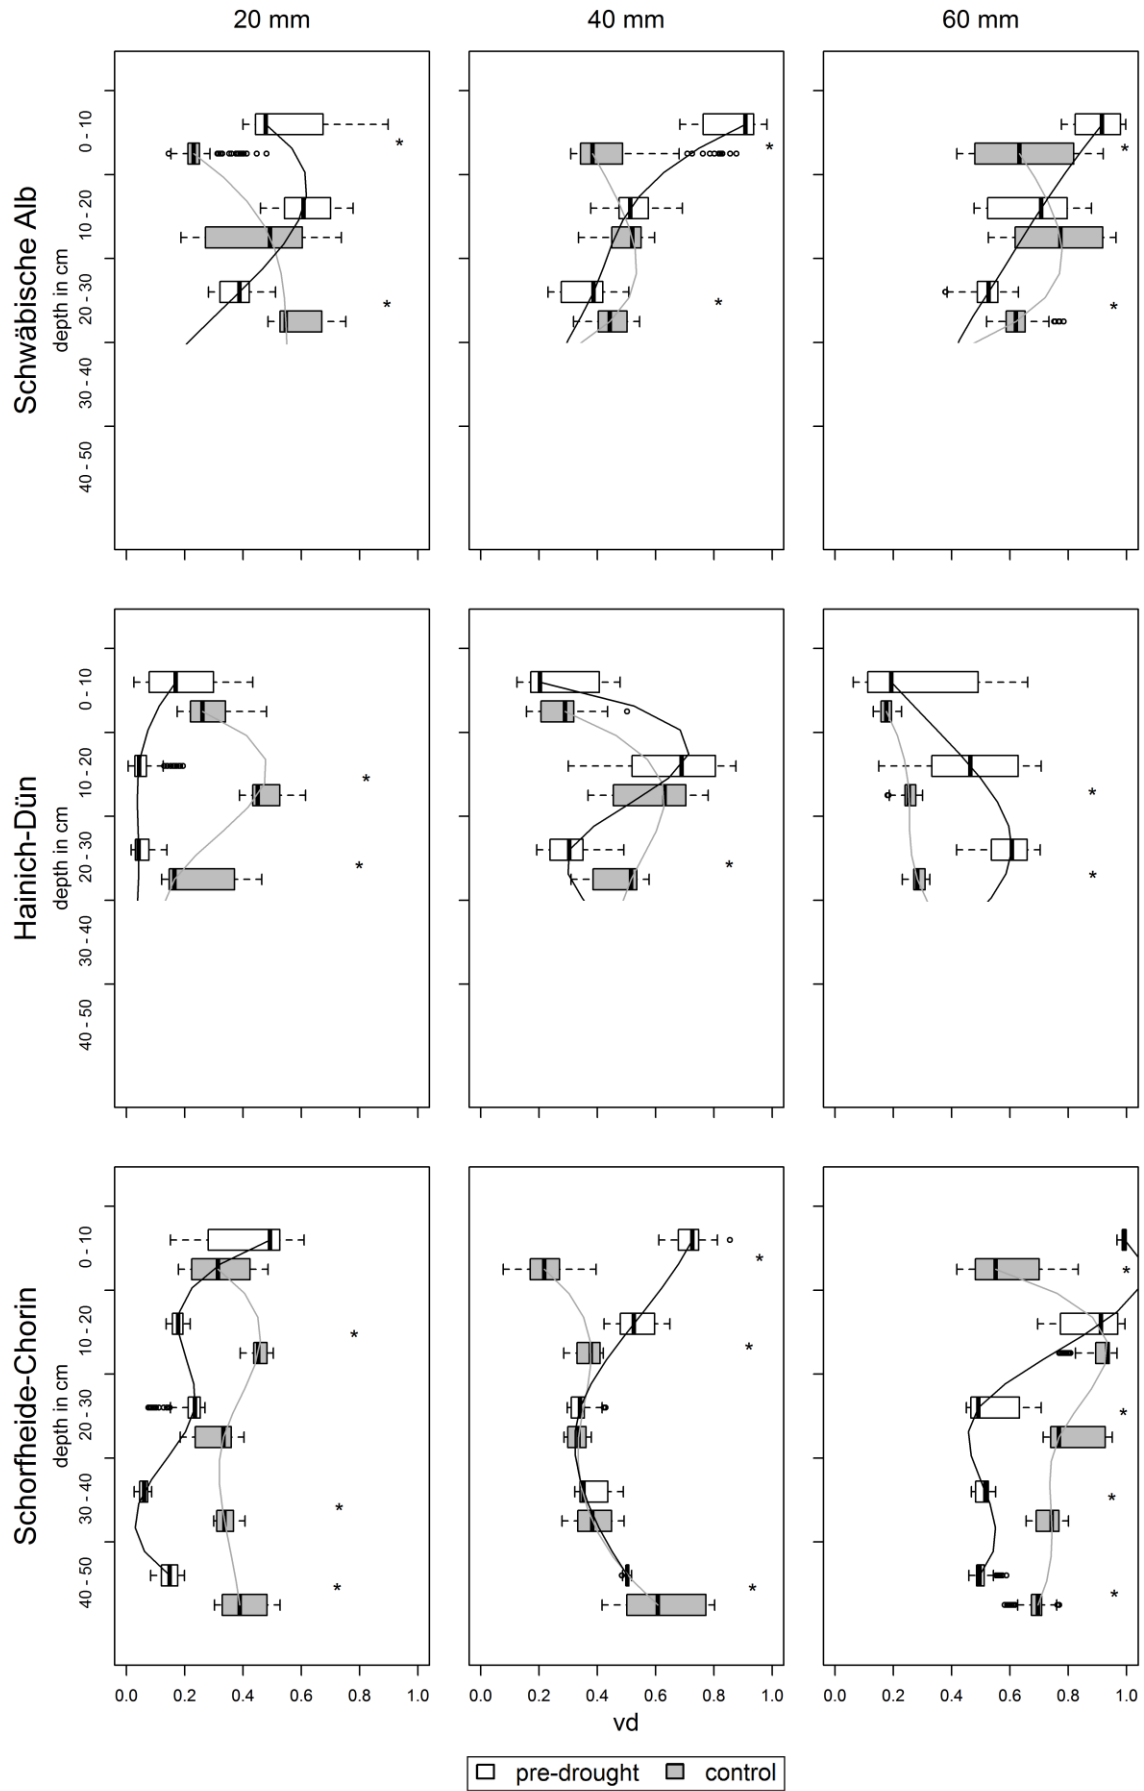 20 mm 40 mm 60 mm
Schwäbische Alb
depth in cm
0 - 10
10 - 20
20 - 30
30 - 40
40 - 50
*
*
*
*
*
*
Hainich-Dün
depth in cm
0 - 10
10 - 20
20 - 30
30 - 40
40 - 50
*
*
*
*
*
Schorfheide-Chorin
depth in cm
0 - 10
10 - 20
20 - 30
30 - 40
40 - 50
*
*
*
*
*
*
*
*
*
*
0.0 0.2 0.4 0.6 0.8 1.0 0.0 0.2 0.4 0.6 0.8 1.0 0.0 0.2 0.4 0.6 0.8 1.0
vd
pre-drought control